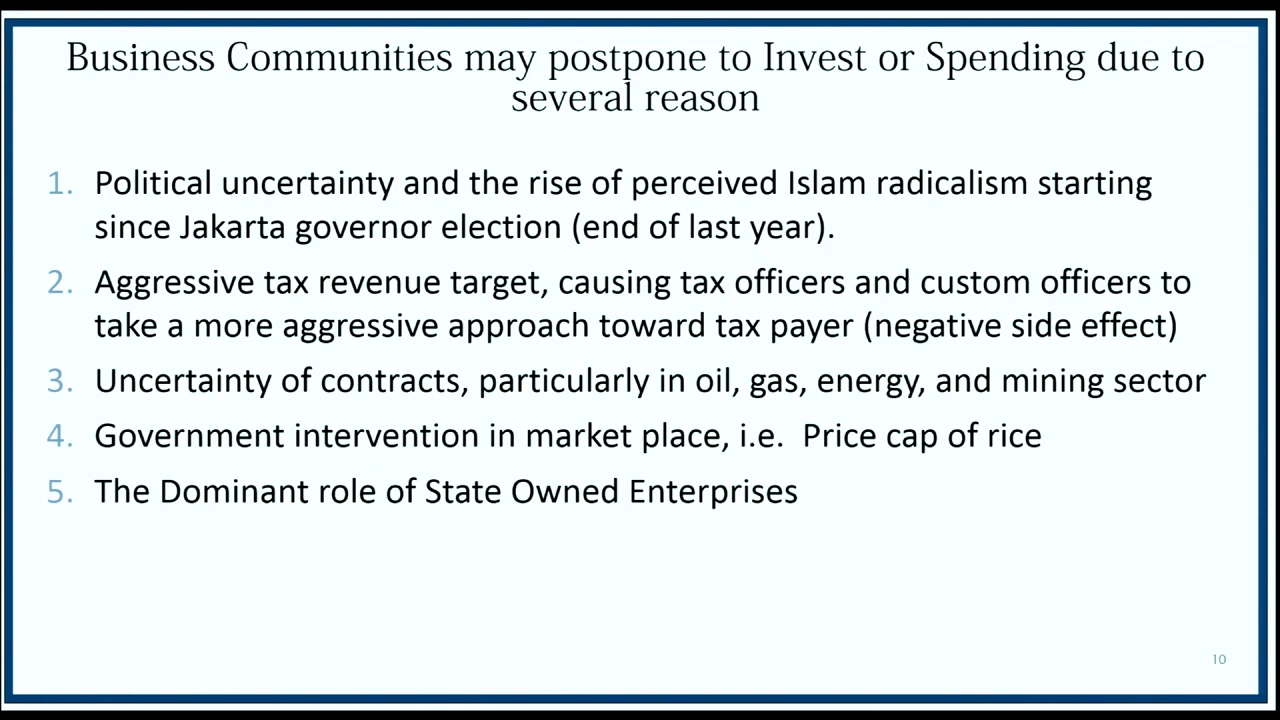 Business Communities may postpone to Invest or Spending due to
several reason
1. Political uncertainty and the rise of perceived Islam radicalism starting
since Jakarta governor election (end of last year).
2. Aggressive tax revenue target, causing tax officers and custom officers to
take a more aggressive approach toward tax payer (negative side effect)
3. Uncertainty of contracts, particularly in oil, gas, energy, and mining sector
4. Government intervention in market place, i.e. Price cap of rice
5. The Dominant role of State Owned Enterprises
10